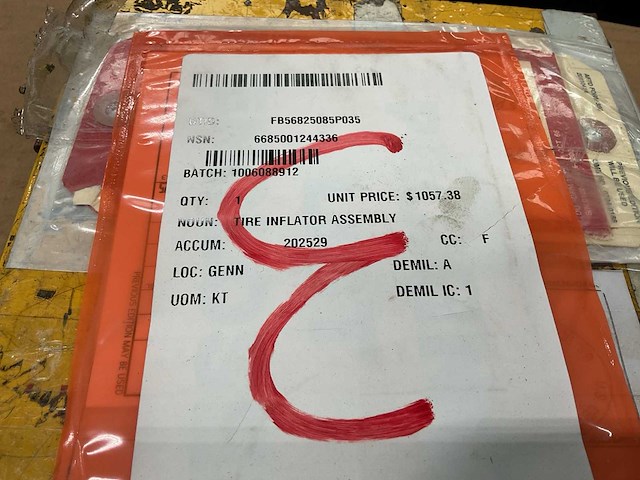 FB56825085P035
NSN: 6685001244336
BATCH: 1006088912
QTY: 1 UNIT PRICE: $1057.38
NOUN: TIRE INFLATOR ASSEMBLY
ACCUM: 202529 CC: F
LOC: GENN DEMIL: A
UOM: KT DEMIL IC: 1